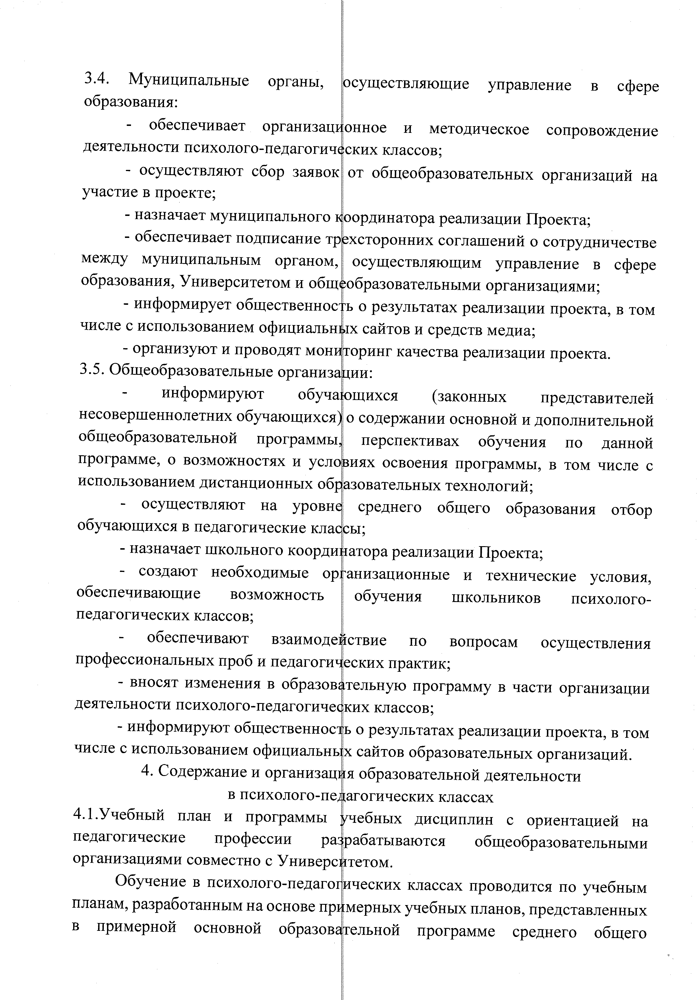 3.4. Муниципальные органы, осуществляющие управление в сфере
образования:
- обеспечивает организационное и методическое сопровождение
деятельности психолого-педагогических классов;
- осуществляют сбор заявок от общеобразовательных организаций на
участие в проекте;
- назначает муниципального координатора реализации Проекта;
- обеспечивает подписание трехсторонних соглашений о сотрудничестве
между муниципальным органом, осуществляющим управление в сфере
образования, Университетом и общеобразовательными организациями;
- информирует общественность о результатах реализации проекта, в том
числе с использованием официальных сайтов и средств медиа;
- организуют и проводят мониторинг качества реализации проекта.
3.5. Общеобразовательные организации:
- информируют обучающихся (законных представителей
несовершеннолетних обучающихся) о содержании основной и дополнительной
общеобразовательной программы, перспективах обучения по данной
программе, о возможностях и условиях освоения программы, в том числе с
использованием дистанционных образовательных технологий;
- осуществляют на уровне среднего общего образования отбор
обучающихся в педагогические классы;
- назначает школьного координатора реализации Проекта;
- создают необходимые организационные и технические условия,
обеспечивающие возможность обучения школьников психолого-
педагогических классов;
- обеспечивают взаимодействие по вопросам осуществления
профессиональных проб и педагогических практик;
- вносят изменения в образовательную программу в части организации
деятельности психолого-педагогических классов;
- информируют общественность о результатах реализации проекта, в том
числе с использованием официальных сайтов образовательных организаций.
4. Содержание и организация образовательной деятельности
в психолого-педагогических классах
4.1.Учебный план и программы учебных дисциплин с ориентацией на
педагогические профессии разрабатываются общеобразовательными
организациями совместно с Университетом.
Обучение в психолого-педагогических классах проводится по учебным
планам, разработанным на основе примерных учебных планов, представленных
в примерной основной образовательной программе среднего общего